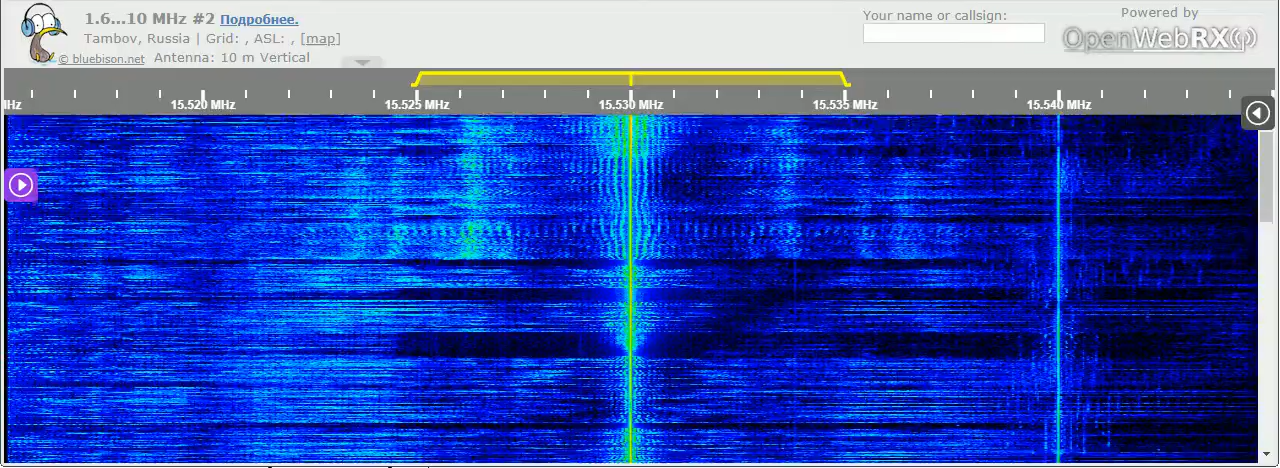 1.6...10 MHz #2 Подробнее.
Tambov, Russia | Grid: , ASL: , [map]
© bluebison.net Antenna: 10 m Vertical
Your name or callsign:
Powered by
OpenWebRX
Hz 15.520 MHz 15.525 MHz 15.530 MHz 15.535 MHz 15.540 MHz